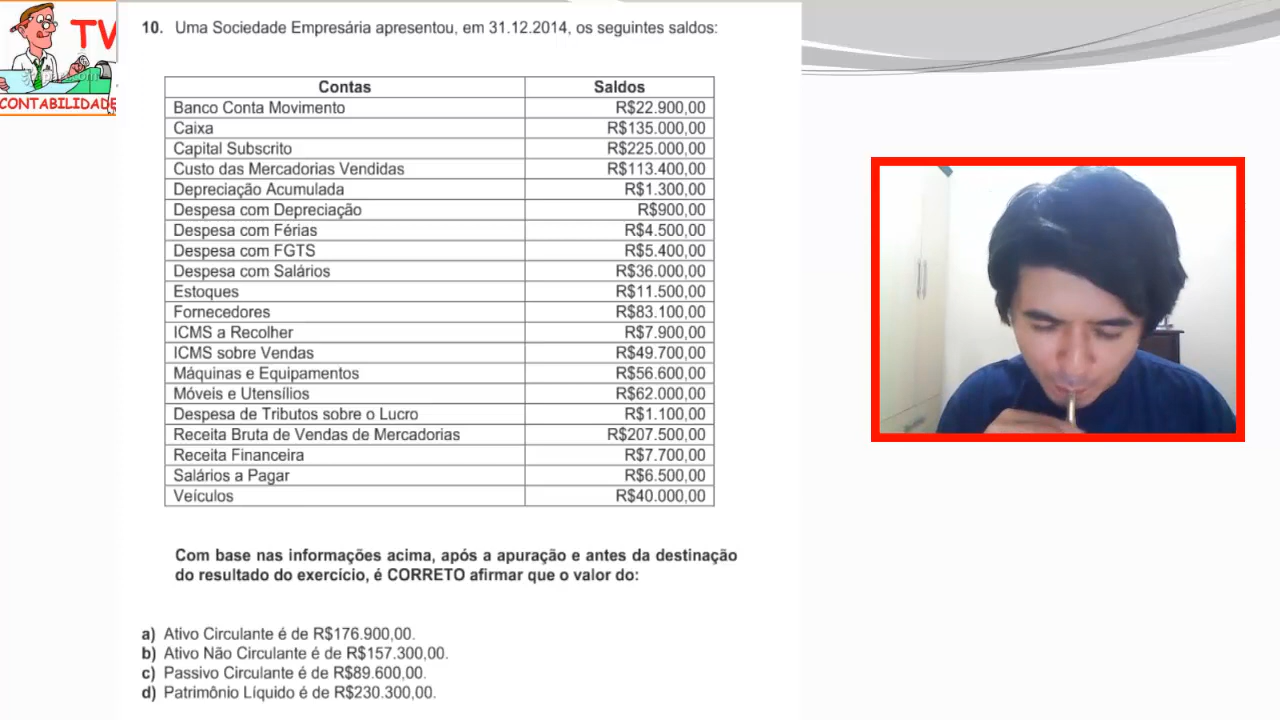 TV
CONTABILIDADE
10. Uma Sociedade Empresária apresentou, em 31.12.2014, os seguintes saldos:
Contas Saldos
Banco Conta Movimento R$22.900,00
Caixa R$135.000,00
Capital Subscrito R$225.000,00
Custo das Mercadorias Vendidas R$113.400,00
Depreciação Acumulada R$1.300,00
Despesa com Depreciação R$900,00
Despesa com Férias R$4.500,00
Despesa com FGTS R$5.400,00
Despesa com Salários R$36.000,00
Estoques R$11.500,00
Fornecedores R$83.100,00
ICMS a Recolher R$7.900,00
ICMS sobre Vendas R$49.700,00
Máquinas e Equipamentos R$56.600,00
Móveis e Utensílios R$62.000,00
Despesa de Tributos sobre o Lucro R$1.100,00
Receita Bruta de Vendas de Mercadorias R$207.500,00
Receita Financeira R$7.700,00
Salários a Pagar R$6.500,00
Veículos R$40.000,00
Com base nas informações acima, após a apuração e antes da destinação
do resultado do exercício, é CORRETO afirmar que o valor do:
a) Ativo Circulante é de R$176.900,00.
b) Ativo Não Circulante é de R$157.300,00.
c) Passivo Circulante é de R$89.600,00.
d) Patrimônio Líquido é de R$230.300,00.